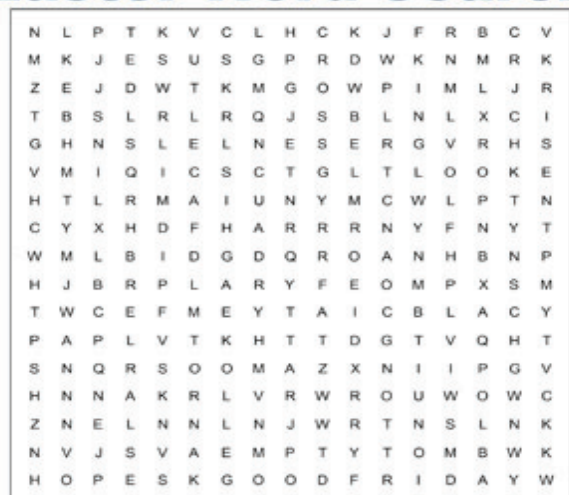 N L P T K V C L H C K J F R B C V
M K J E S U S G P R D W K N M R K
Z E J D W T K M G O W P I M L J R
T B S L R L R Q J S B L N L X C I
G H N S L E L N E S E R G V R H S
V M I Q I C S C T G L T L O O K E
H T L R M A I U N Y M C W L P T N
C Y X H D F H A R R R N Y F N Y T
W M L B I D G D Q R O A N H B N P
H J B R P L A R Y F E O M P X S M
T W C E F M E Y T A I C B L A C Y
P A P L V T K H T T D G T V Q H T
S N Q R S O O M A Z X N I I P G V
H N N A K R L V R W R O U W O W C
Z N E L N N L N J W R T N S L N K
N V J S V A E M P T Y T O M B W K
H O P E S K G O O D F R I D A Y W